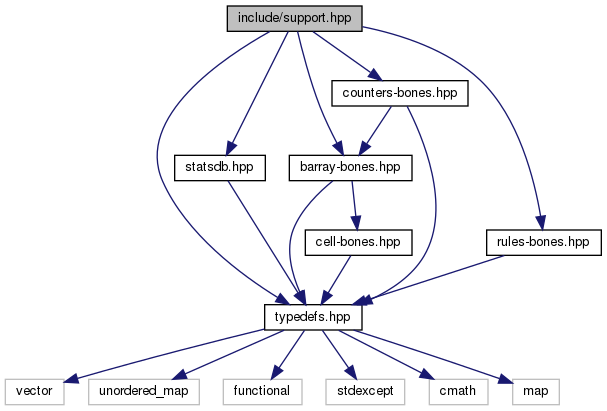 include/support.hpp
counters-bones.hpp
statsdb.hpp
barray-bones.hpp
cell-bones.hpp
rules-bones.hpp
typedefs.hpp
vector
unordered_map
functional
stdexcept
cmath
map